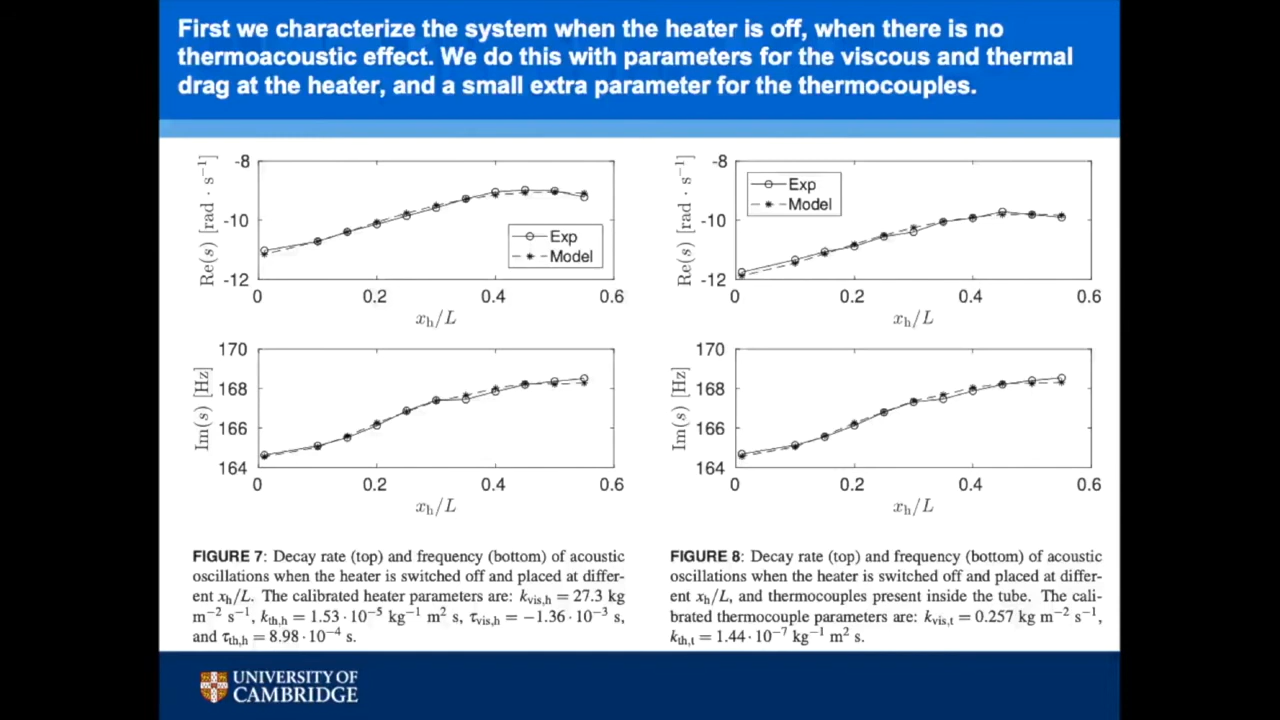 First we characterize the system when the heater is off, when there is no
thermoacoustic effect. We do this with parameters for the viscous and thermal
drag at the heater, and a small extra parameter for the thermocouples.
-8
-10
-12
Re(s) [rad · s⁻¹]
Exp
Model
0
0.2
0.4
0.6
xₕ/L
170
168
166
164
Im(s) [Hz]
0
0.2
0.4
0.6
xₕ/L
FIGURE 7: Decay rate (top) and frequency (bottom) of acoustic
oscillations when the heater is switched off and placed at differ-
ent xₕ/L. The calibrated heater parameters are: k_vis,h = 27.3 kg
m⁻² s⁻¹, k_th,h = 1.53 · 10⁻⁵ kg⁻¹ m² s, τ_vis,h = −1.36 · 10⁻³ s,
and τ_th,h = 8.98 · 10⁻⁴ s.
-8
-10
-12
Re(s) [rad · s⁻¹]
Exp
Model
0
0.2
0.4
0.6
xₕ/L
170
168
166
164
Im(s) [Hz]
0
0.2
0.4
0.6
xₕ/L
FIGURE 8: Decay rate (top) and frequency (bottom) of acoustic
oscillations when the heater is switched off and placed at differ-
ent xₕ/L, and thermocouples present inside the tube. The cali-
brated thermocouple parameters are: k_vis,t = 0.257 kg m⁻² s⁻¹,
k_th,t = 1.44 · 10⁻⁷ kg⁻¹ m² s.
UNIVERSITY OF
CAMBRIDGE